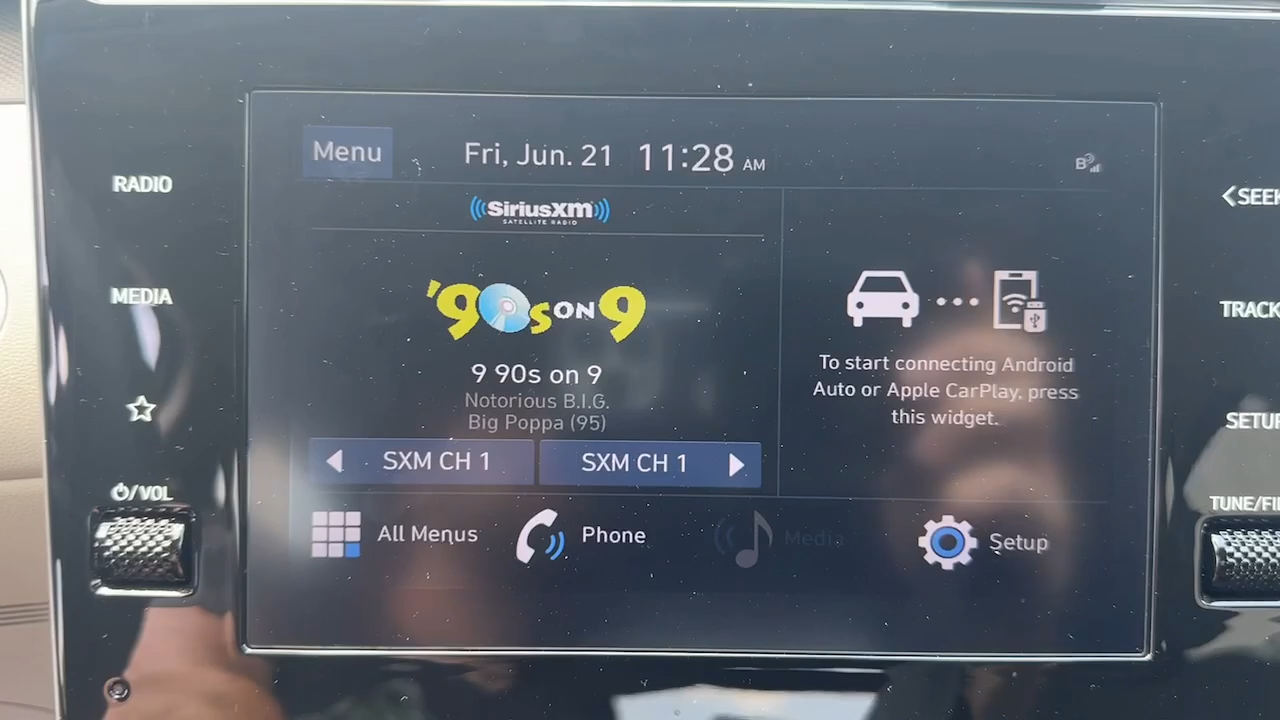 RADIO
MEDIA
⏻/VOL
Menu
Fri, Jun. 21 11:28 AM
B
SiriusXM
SATELLITE RADIO
'90s ON 9
9 90s on 9
Notorious B.I.G.
Big Poppa (95)
SXM CH 1
SXM CH 1
To start connecting Android
Auto or Apple CarPlay, press
this widget.
All Menus
Phone
Media
Setup
SEEK
TRACK
SETUP
TUNE/FI